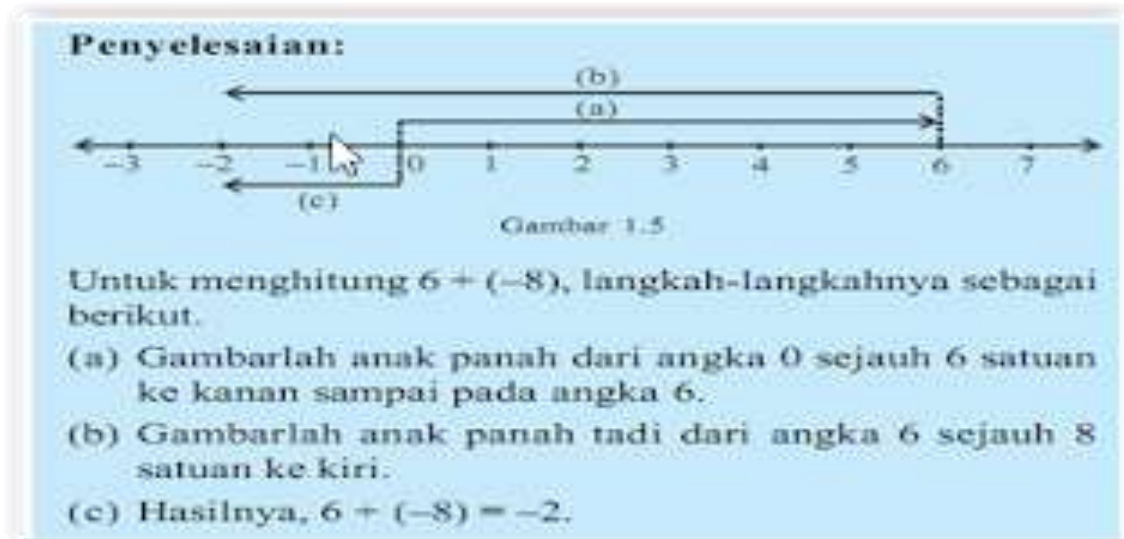 Penyelesaian:
(b)
(a)
–3 –2 –1 0 1 2 3 4 5 6 7
(c)
Gambar 1.5
Untuk menghitung 6 + (–8), langkah-langkahnya sebagai
berikut.
(a) Gambarlah anak panah dari angka 0 sejauh 6 satuan
ke kanan sampai pada angka 6.
(b) Gambarlah anak panah tadi dari angka 6 sejauh 8
satuan ke kiri.
(c) Hasilnya, 6 + (–8) = –2.